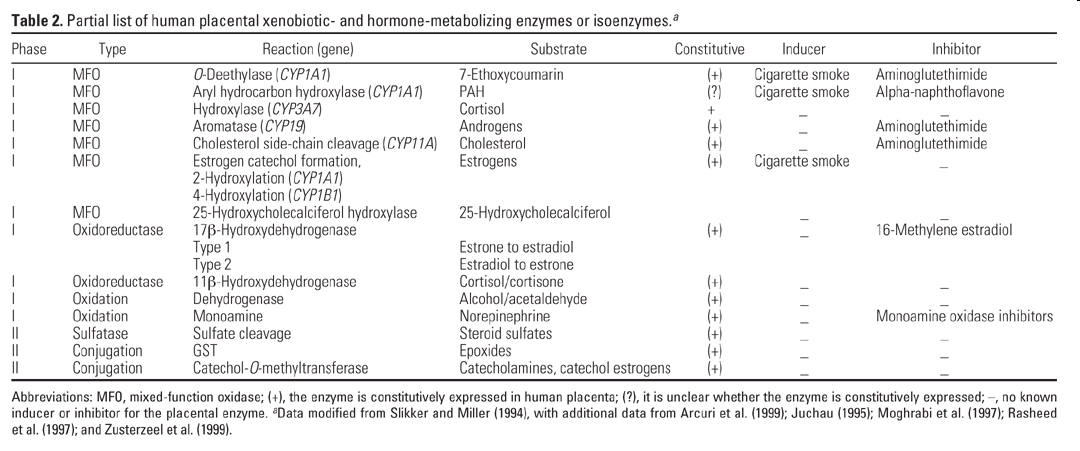 Table 2. Partial list of human placental xenobiotic- and hormone-metabolizing enzymes or isoenzymes.a
Phase Type Reaction (gene) Substrate Constitutive Inducer Inhibitor
I MFO O-Deethylase (CYP1A1) 7-Ethoxycoumarin (+) Cigarette smoke Aminoglutethimide
I MFO Aryl hydrocarbon hydroxylase (CYP1A1) PAH (?) Cigarette smoke Alpha-naphthoflavone
I MFO Hydroxylase (CYP3A7) Cortisol + – –
I MFO Aromatase (CYP19) Androgens (+) – Aminoglutethimide
I MFO Cholesterol side-chain cleavage (CYP11A) Cholesterol (+) – Aminoglutethimide
I MFO Estrogen catechol formation, Estrogens (+) Cigarette smoke –
2-Hydroxylation (CYP1A1)
4-Hydroxylation (CYP1B1)
I MFO 25-Hydroxycholecalciferol hydroxylase 25-Hydroxycholecalciferol – –
I Oxidoreductase 17β-Hydroxydehydrogenase (+) – 16-Methylene estradiol
Type 1 Estrone to estradiol
Type 2 Estradiol to estrone
I Oxidoreductase 11β-Hydroxydehydrogenase Cortisol/cortisone (+) – –
I Oxidation Dehydrogenase Alcohol/acetaldehyde (+) – –
I Oxidation Monoamine Norepinephrine (+) – Monoamine oxidase inhibitors
II Sulfatase Sulfate cleavage Steroid sulfates (+) – –
II Conjugation GST Epoxides (+) – –
II Conjugation Catechol-O-methyltransferase Catecholamines, catechol estrogens (+) – –
Abbreviations: MFO, mixed-function oxidase; (+), the enzyme is constitutively expressed in human placenta; (?), it is unclear whether the enzyme is constitutively expressed; –, no known
inducer or inhibitor for the placental enzyme. aData modified from Slikker and Miller (1994), with additional data from Arcuri et al. (1999); Juchau (1995); Moghrabi et al. (1997); Rasheed
et al. (1997); and Zusterzeel et al. (1999).